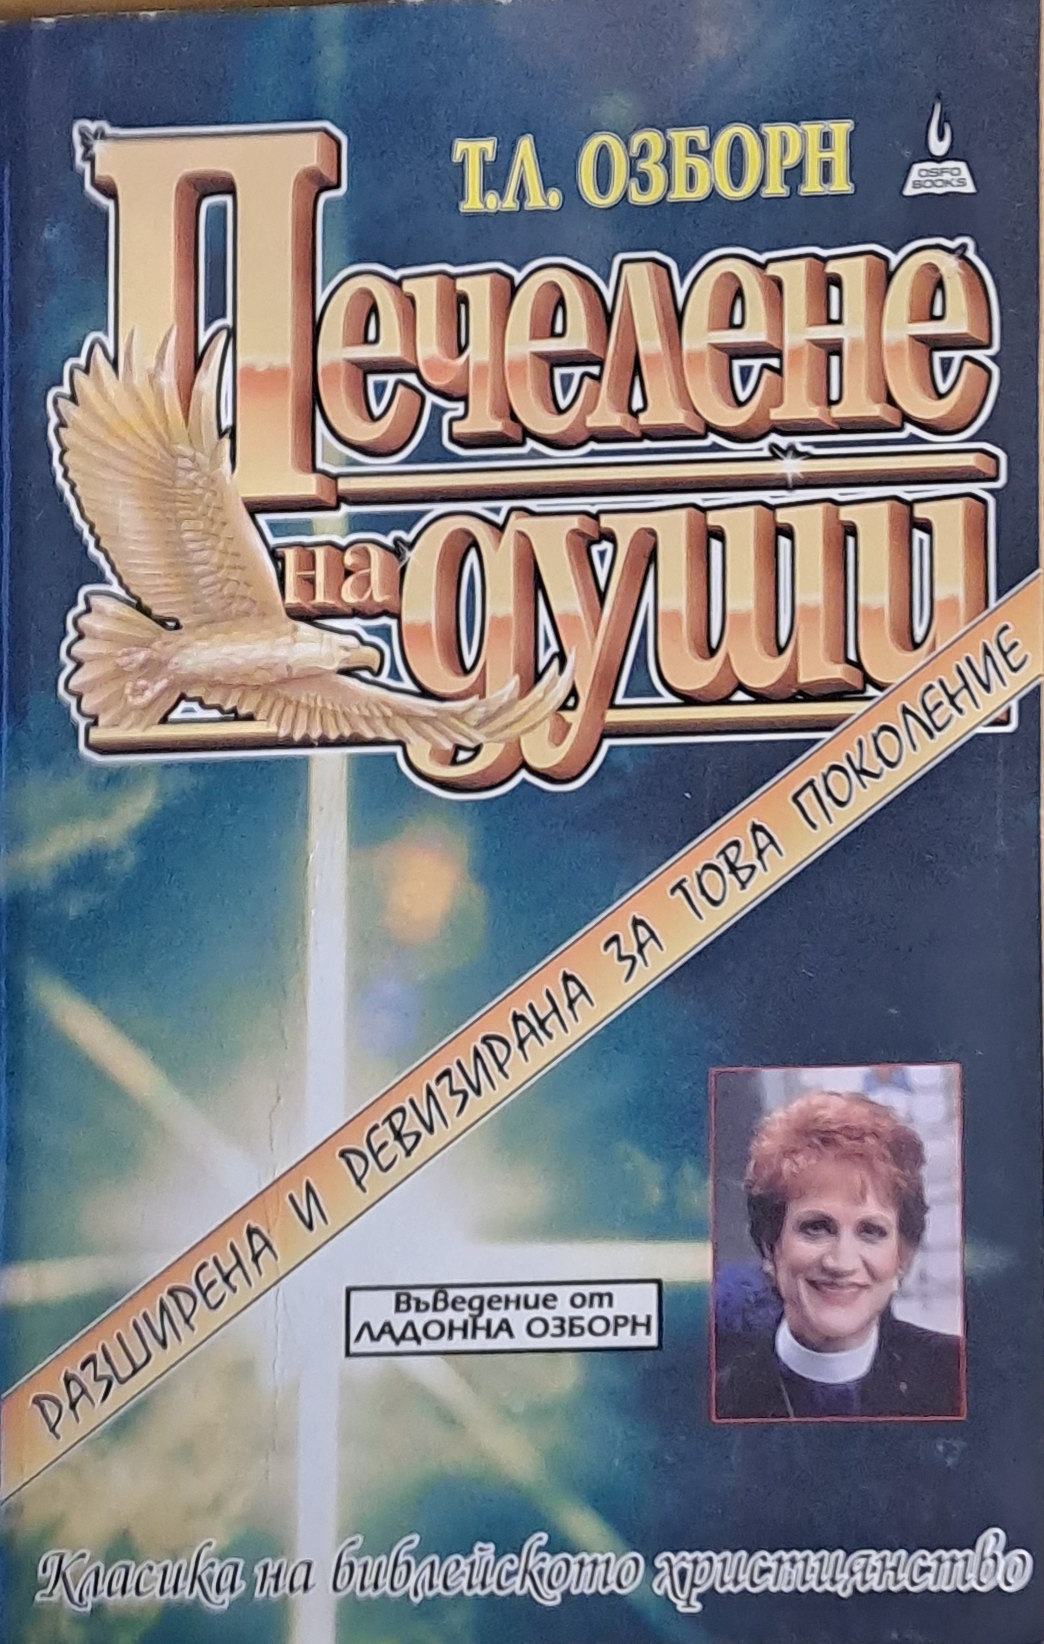 Т.Л. ОЗБОРН
OSFO
BOOKS
Печелене
на души
РАЗШИРЕНА И РЕВИЗИРАНА ЗА ТОВА ПОКОЛЕНИЕ
Въведение от
ЛАДОННА ОЗБОРН
Класика на библейското християнство